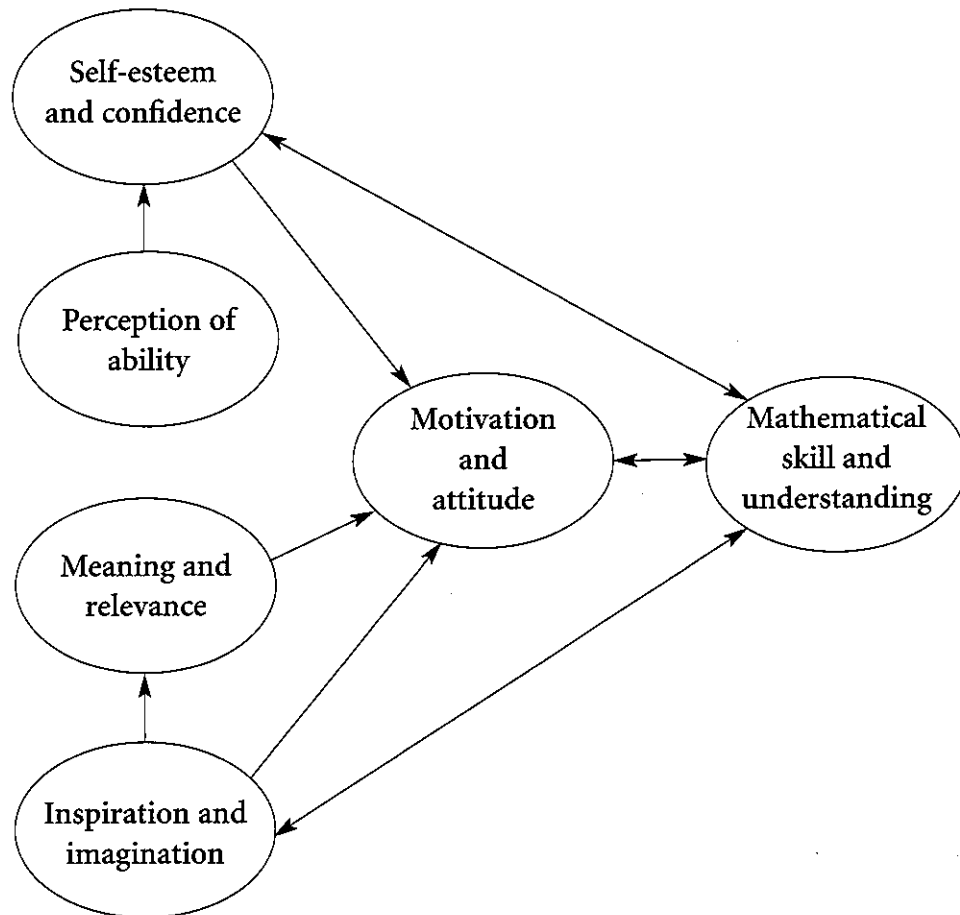 Self-esteem
and confidence
Perception of
ability
Motivation
and
attitude
Mathematical
skill and
understanding
Meaning and
relevance
Inspiration and
imagination